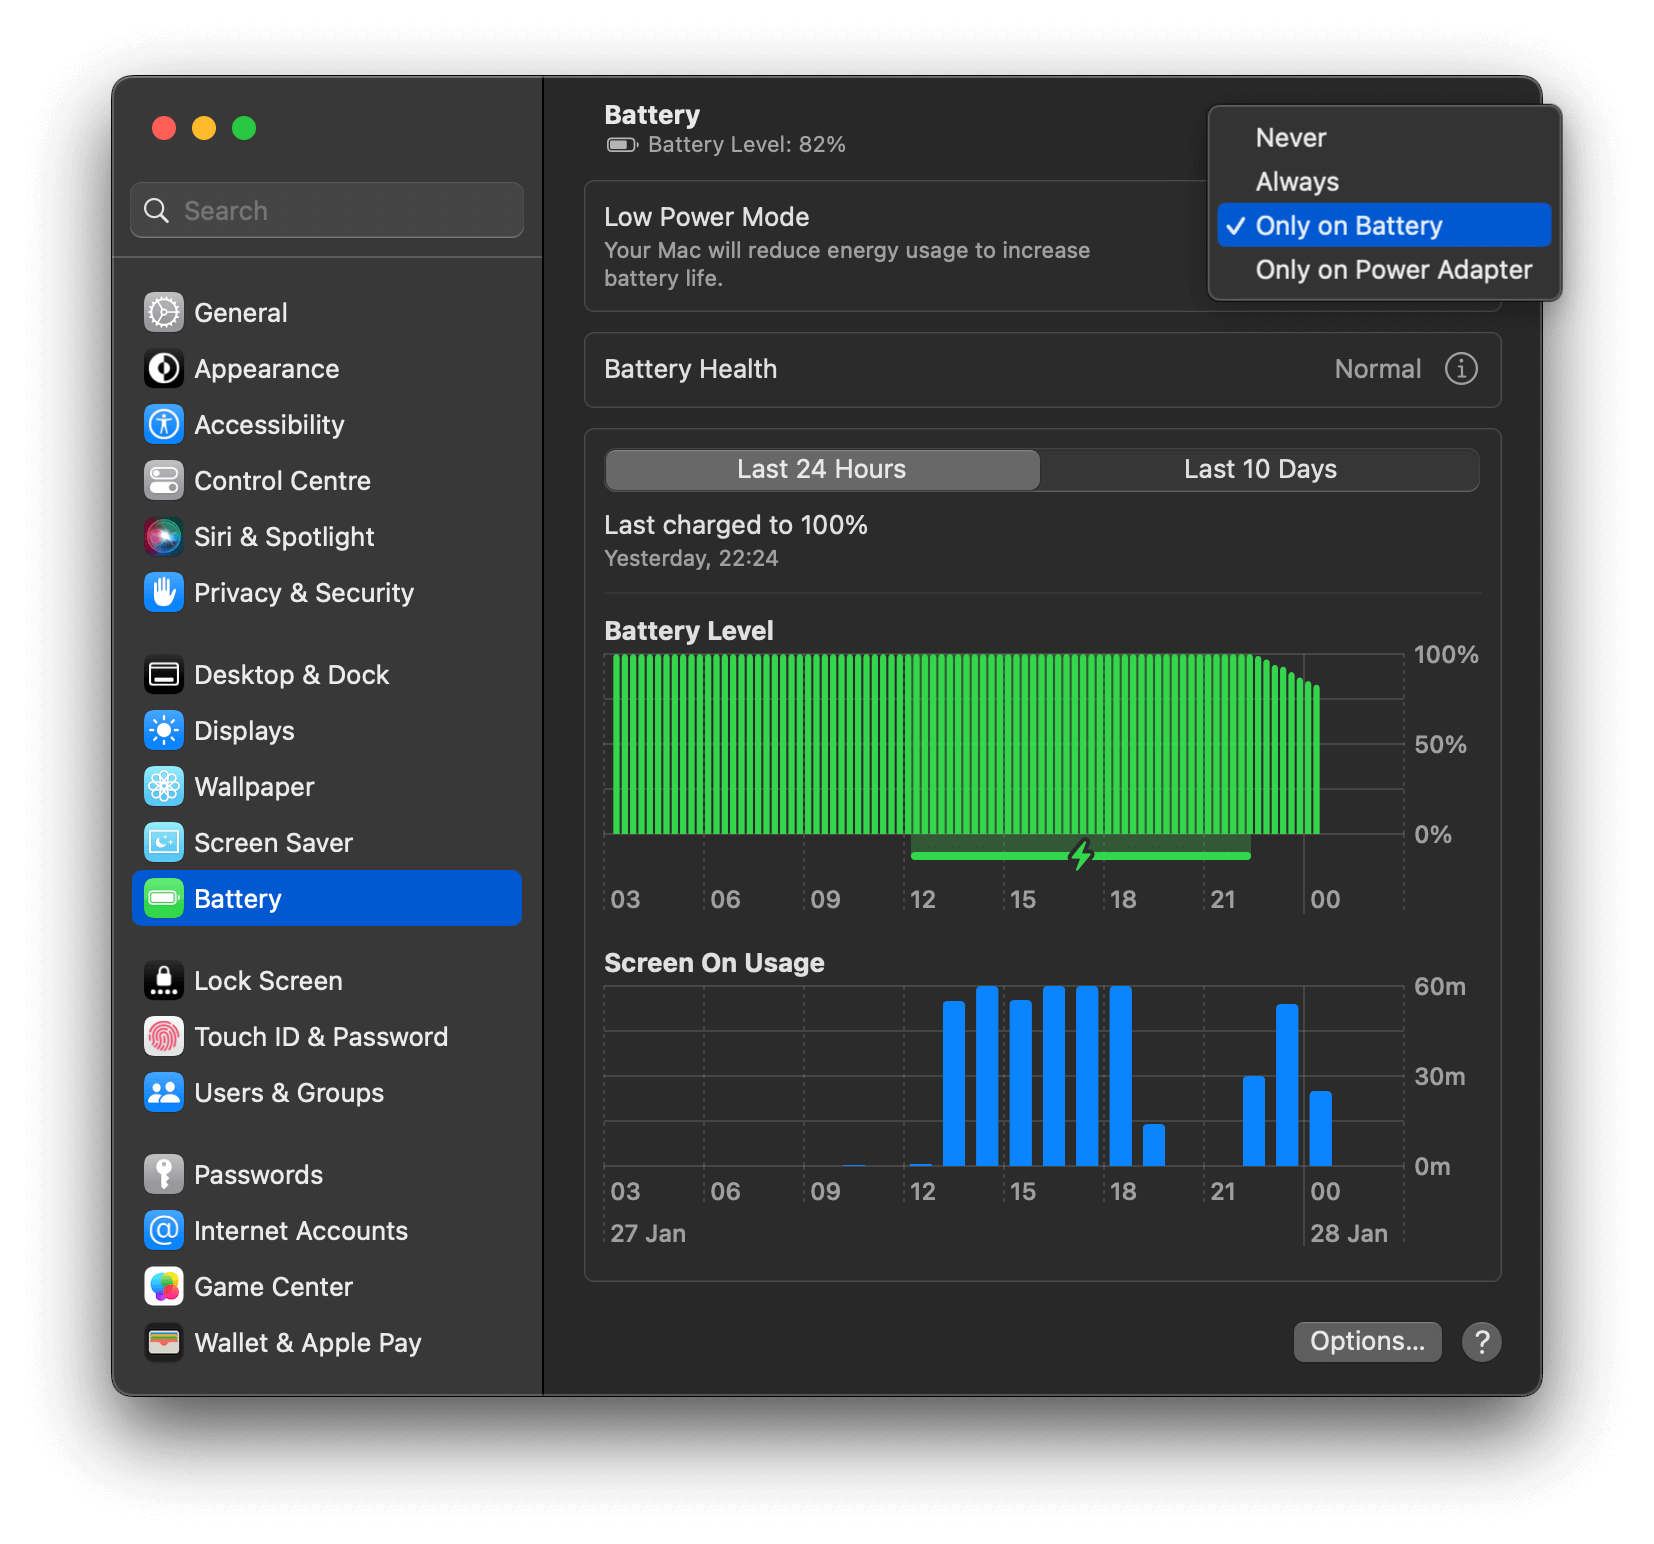 Search
General
Appearance
Accessibility
Control Centre
Siri & Spotlight
Privacy & Security
Desktop & Dock
Displays
Wallpaper
Screen Saver
Battery
Lock Screen
Touch ID & Password
Users & Groups
Passwords
Internet Accounts
Game Center
Wallet & Apple Pay
Battery
Battery Level: 82%
Never
Always
✓ Only on Battery
Only on Power Adapter
Low Power Mode
Your Mac will reduce energy usage to increase
battery life.
Battery Health
Normal
Last 24 Hours
Last 10 Days
Last charged to 100%
Yesterday, 22:24
Battery Level
100%
50%
0%
03 06 09 12 15 18 21 00
Screen On Usage
60m
30m
0m
03 06 09 12 15 18 21 00
27 Jan 28 Jan
Options...
?